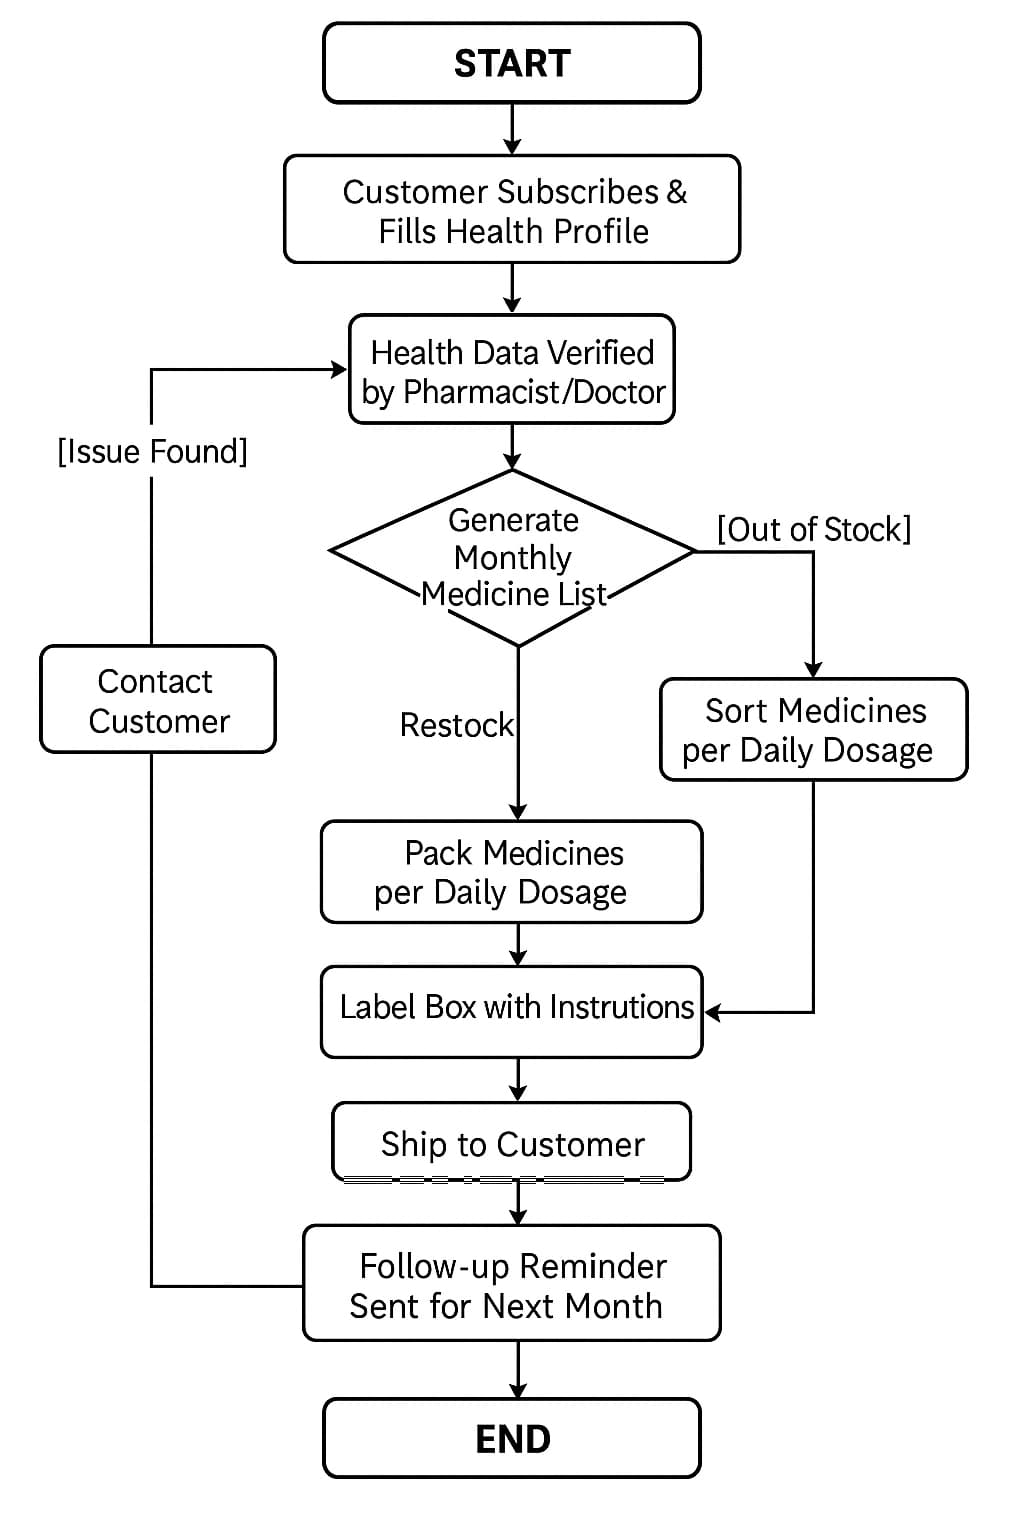 START
Customer Subscribes &
Fills Health Profile
Health Data Verified
by Pharmacist/Doctor
[Issue Found]
Generate
Monthly
Medicine List
[Out of Stock]
Contact
Customer
Restock
Sort Medicines
per Daily Dosage
Pack Medicines
per Daily Dosage
Label Box with Instrutions
Ship to Customer
Follow-up Reminder
Sent for Next Month
END